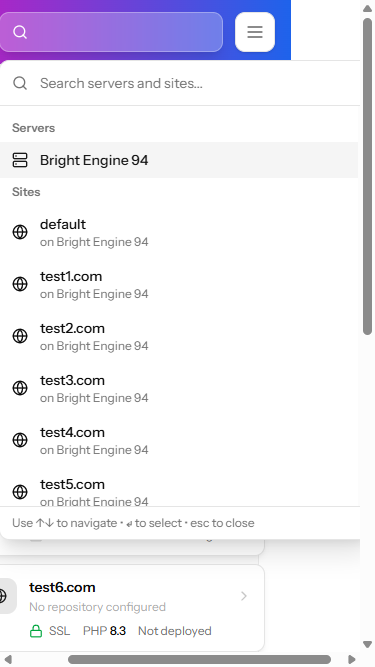 Search servers and sites...
Servers
Bright Engine 94
Sites
default
on Bright Engine 94
test1.com
on Bright Engine 94
test2.com
on Bright Engine 94
test3.com
on Bright Engine 94
test4.com
on Bright Engine 94
test5.com
on Bright Engine 94
Use ↑↓ to navigate • ↵ to select • esc to close
test6.com
No repository configured
SSL PHP 8.3 Not deployed